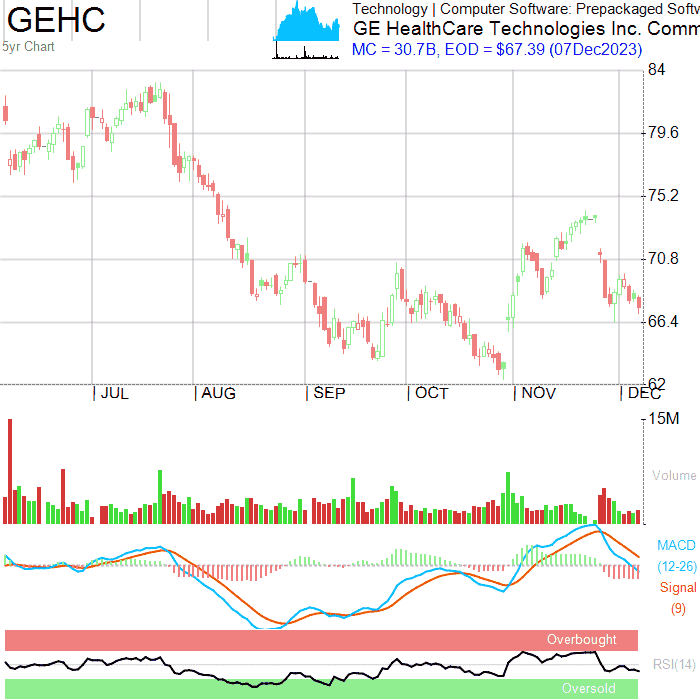 GEHC
5yr Chart
Technology | Computer Software: Prepackaged Softw
GE HealthCare Technologies Inc. Comm
MC = 30.7B, EOD = $67.39 (07Dec2023)
84
79.6
75.2
70.8
66.4
62
| JUL | AUG | SEP | OCT | NOV | DEC
15M
Volume
MACD
(12-26)
Signal
(9)
Overbought
RSI(14)
Oversold